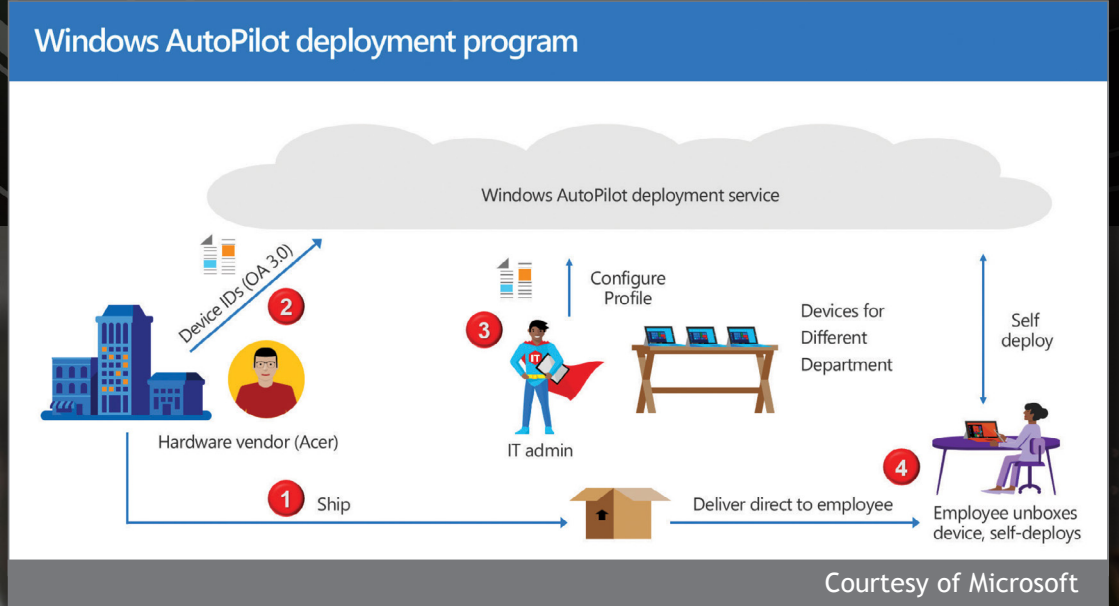 Windows AutoPilot deployment program
Windows AutoPilot deployment service
Device IDs (OA 3.0)
2
Hardware vendor (Acer)
3
Configure
Profile
IT
IT admin
Devices for
Different
Department
Self
deploy
1
Ship
Deliver direct to employee
4
Employee unboxes
device, self-deploys
Courtesy of Microsoft